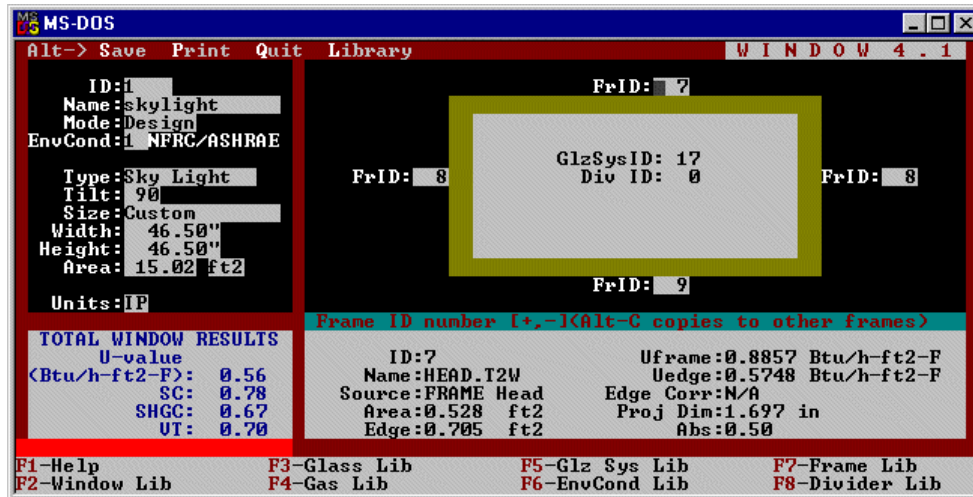 MS-DOS
Alt-> Save Print Quit Library WINDOW 4.1
ID:1
Name:skylight
Mode:Design
EnvCond:1 NFRC/ASHRAE
Type:Sky Light
Tilt: 90
Size:Custom
Width: 46.50"
Height: 46.50"
Area: 15.02 ft2
Units:IP
FrID: 7
GlzSysID: 17
FrID: 8 Div ID: 0 FrID: 8
FrID: 9
Frame ID number [+,-]<Alt-C copies to other frames>
TOTAL WINDOW RESULTS
U-value
<Btu/h-ft2-F>: 0.56
SC: 0.78
SHGC: 0.67
VT: 0.70
ID:7 Uframe:0.8857 Btu/h-ft2-F
Name:HEAD.T2W Uedge:0.5748 Btu/h-ft2-F
Source:FRAME Head Edge Corr:N/A
Area:0.528 ft2 Proj Dim:1.697 in
Edge:0.705 ft2 Abs:0.50
F1-Help F3-Glass Lib F5-Glz Sys Lib F7-Frame Lib
F2-Window Lib F4-Gas Lib F6-EnvCond Lib F8-Divider Lib